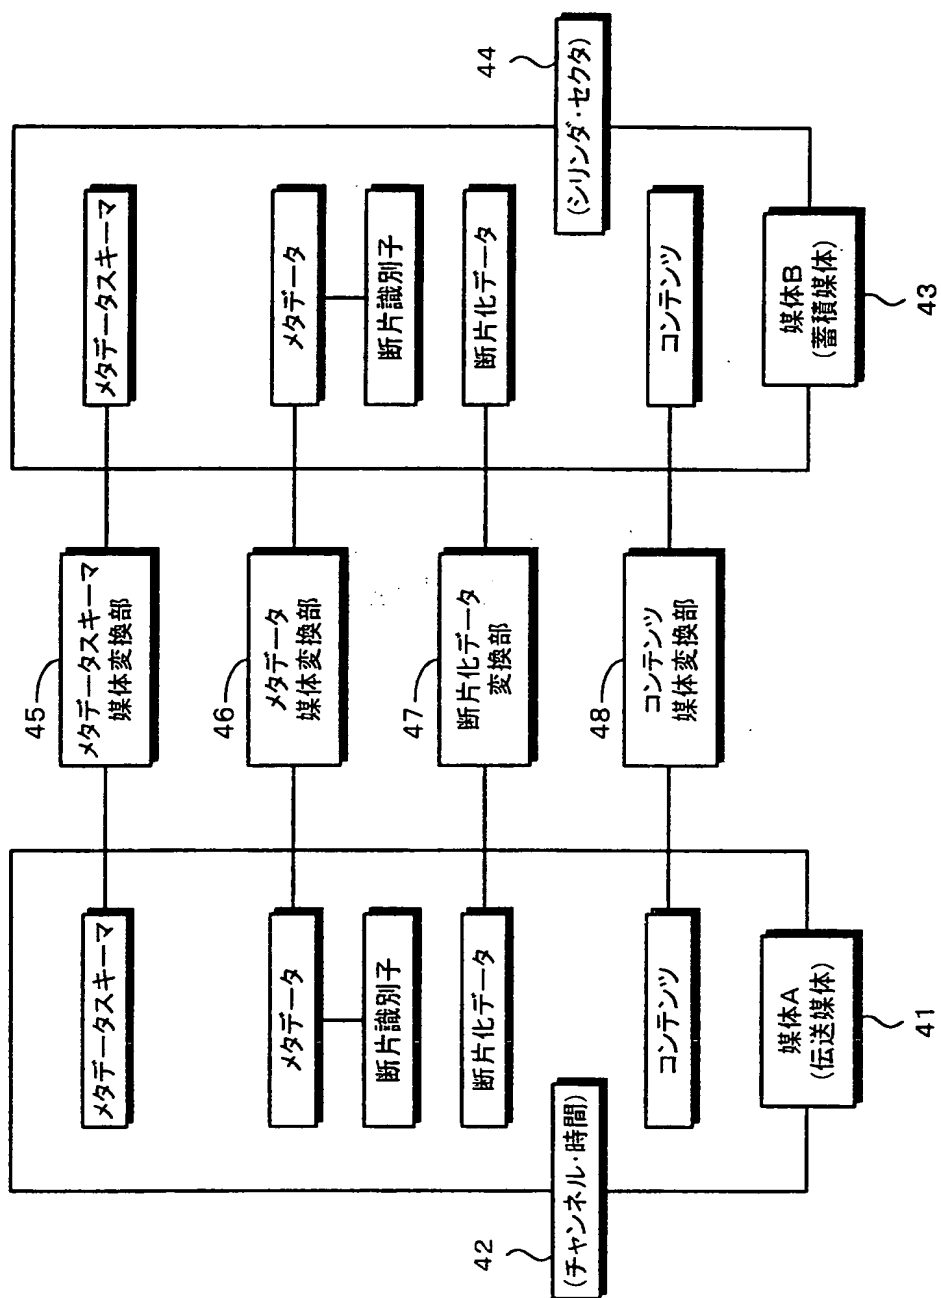 メタデータスキーマ
メタデータ
断片識別子
断片化データ
コンテンツ
42
(チャンネル・時間)
媒体A
(伝送媒体)
41
45
メタデータスキーマ
媒体変換部
46
メタデータ
媒体変換部
47
断片化データ
変換部
48
コンテンツ
媒体変換部
メタデータスキーマ
メタデータ
断片識別子
断片化データ
コンテンツ
44
(シリンダ・セクタ)
媒体B
(蓄積媒体)
43